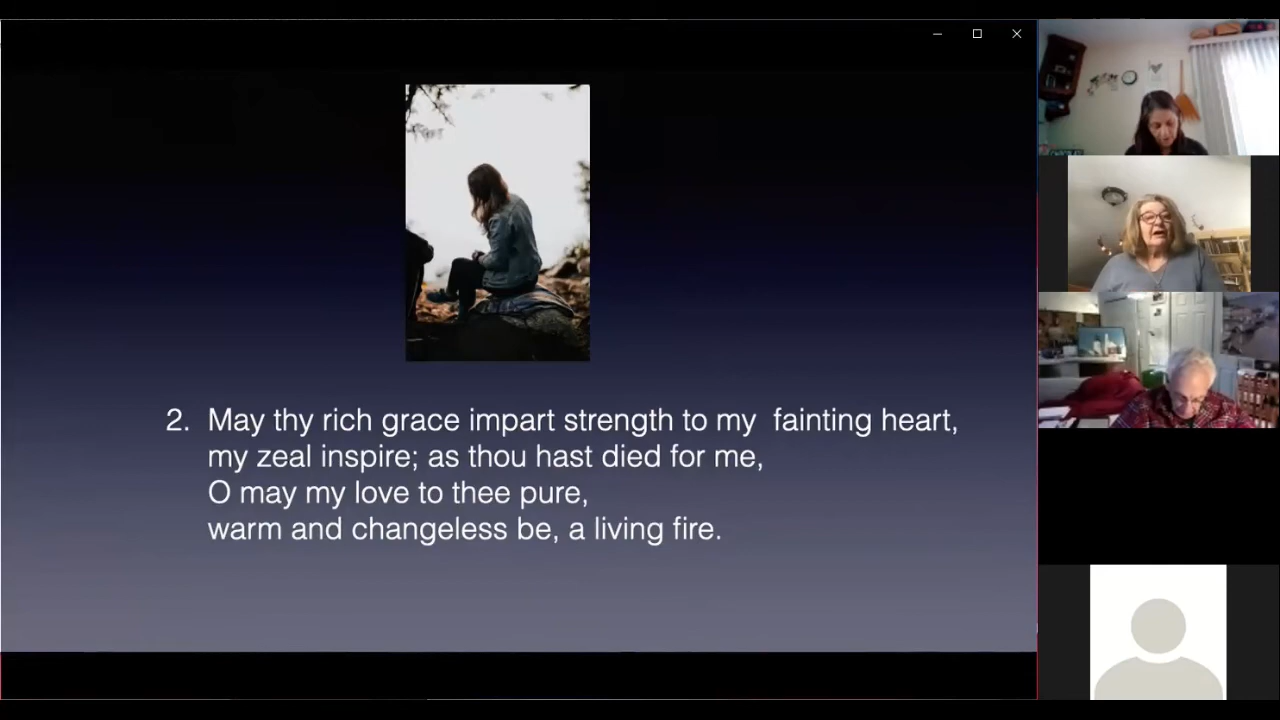 2. May thy rich grace impart strength to my fainting heart,
my zeal inspire; as thou hast died for me,
O may my love to thee pure,
warm and changeless be, a living fire.